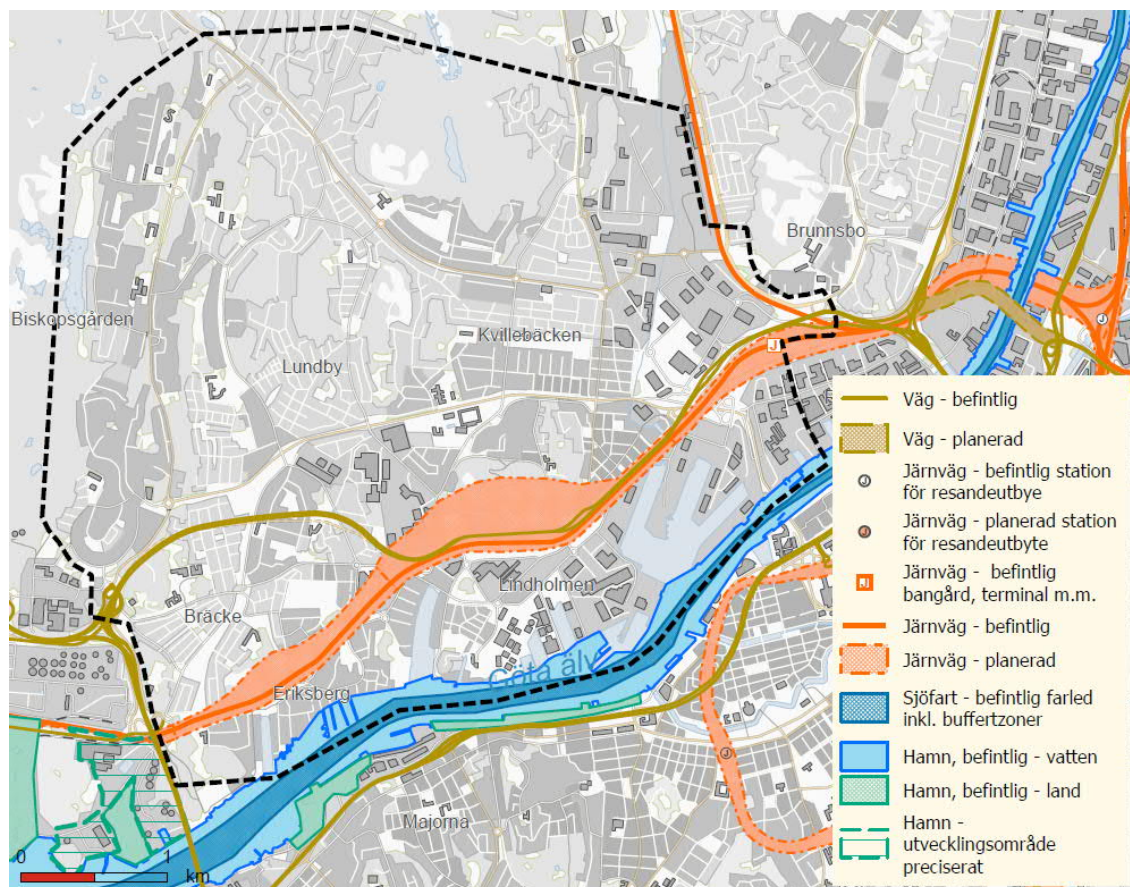 Brunnsbo
Biskopsgården
Kvillebäcken
Lundby
J
J
Lindholmen
Bräcke
Göta älv
Eriksberg
J
Majorna
0 1
km
Väg - befintlig
Väg - planerad
J
Järnväg - befintlig station
för resandeutbye
J
Järnväg - planerad station
för resandeutbyte
J
Järnväg - befintlig
bangård, terminal m.m.
Järnväg - befintlig
Järnväg - planerad
Sjöfart - befintlig farled
inkl. buffertzoner
Hamn, befintlig - vatten
Hamn, befintlig - land
Hamn -
utvecklingsområde
preciserat